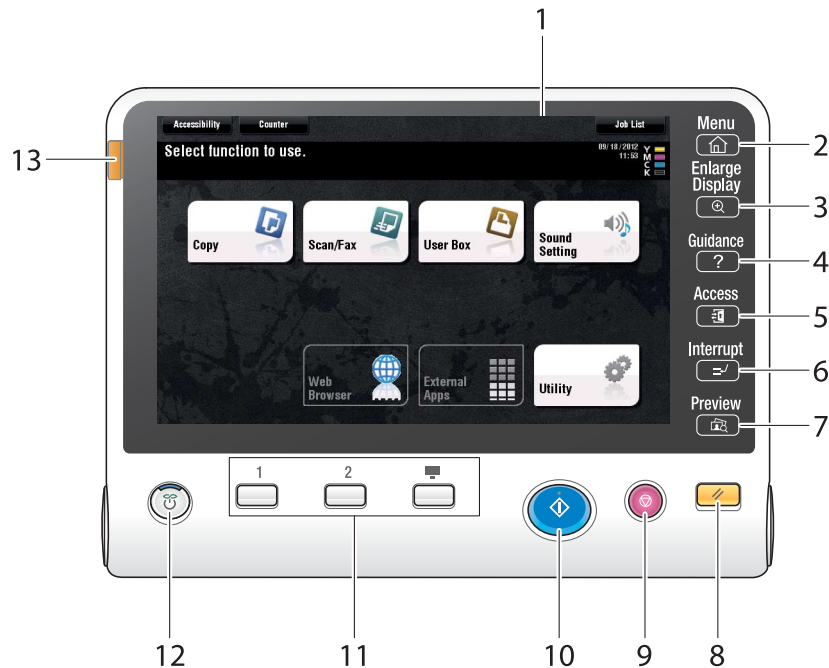 1
Accessibility Counter Job List
Menu
Select function to use.
09/18/2012
11:53
Y
M
C
K
2
13
Enlarge
Display
3
Copy
Scan/Fax
User Box
Sound
Setting
Guidance
?
4
Access
5
Interrupt
6
Web
Browser
External
Apps
Utility
Preview
7
1 2
12 11 10 9 8